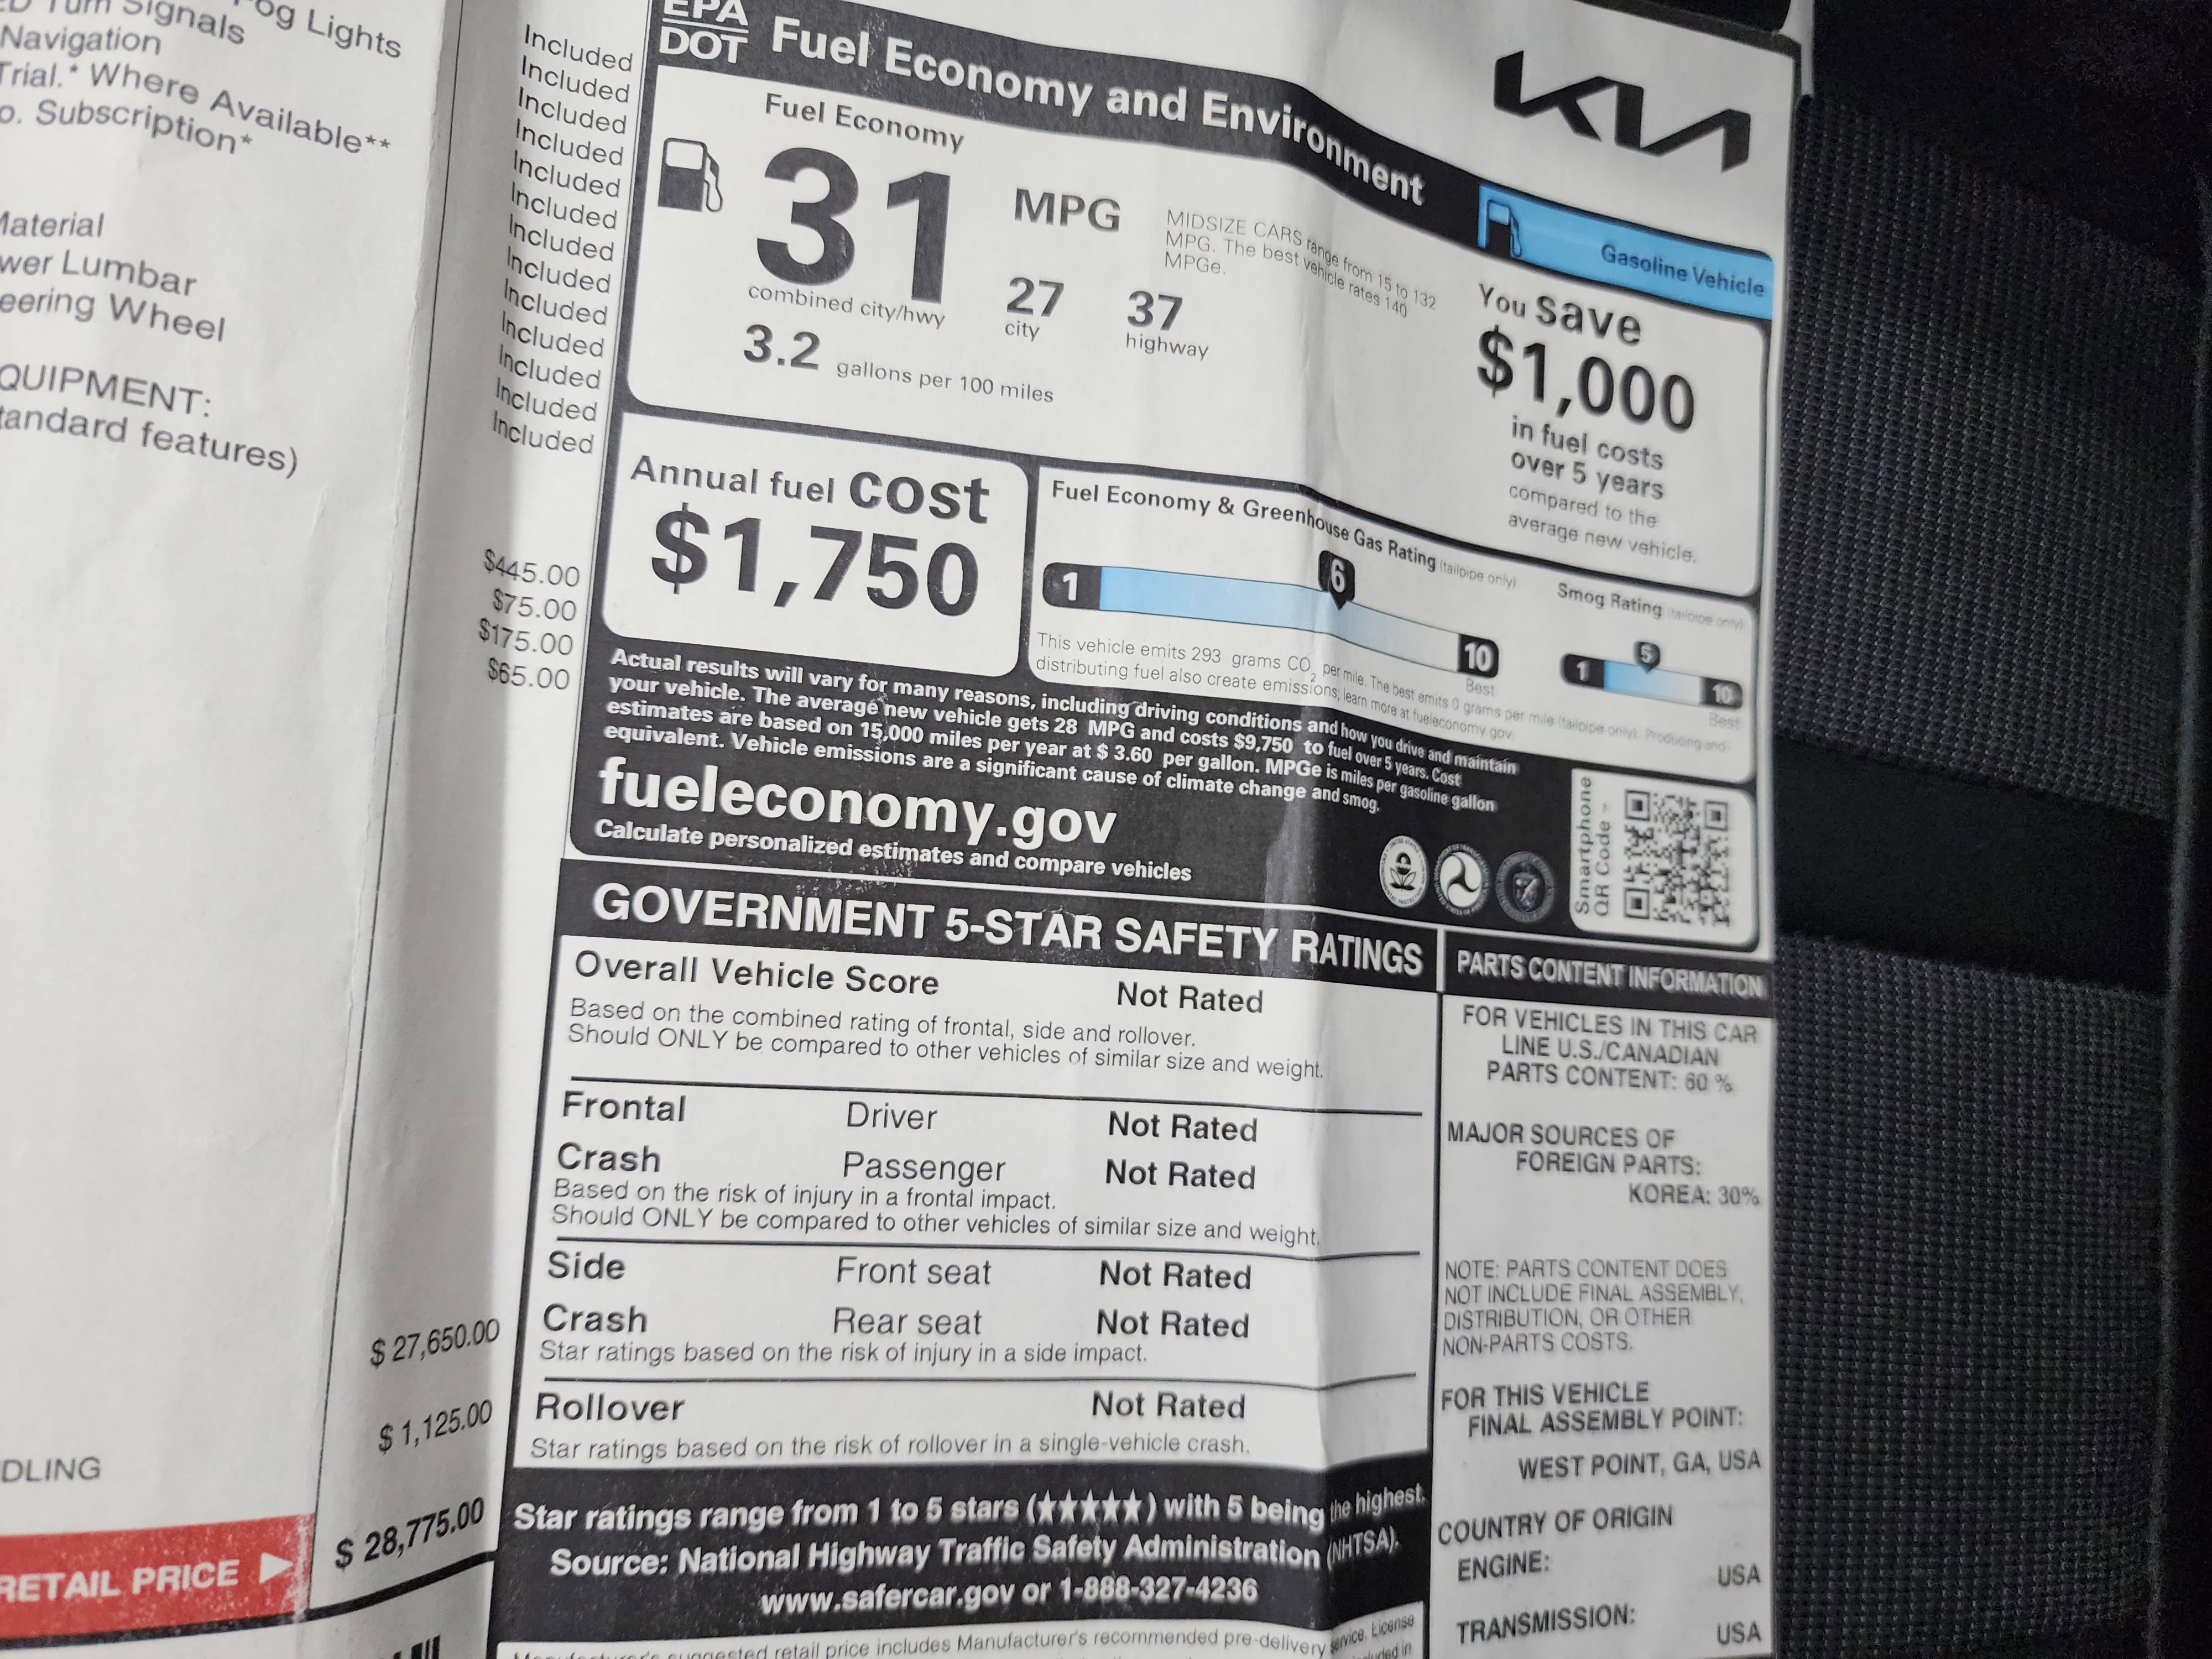 Turn Signals
Fog Lights
Navigation
Trial.* Where Available**
o. Subscription*
Material
wer Lumbar
eering Wheel
QUIPMENT:
tandard features)
Included
Included
Included
Included
Included
Included
Included
Included
Included
Included
Included
Included
Included
$445.00
$75.00
$175.00
$65.00
$ 27,650.00
$ 1,125.00
DLING
RETAIL PRICE
$ 28,775.00
EPA
DOT
Fuel Economy and Environment
KIA
Gasoline Vehicle
Fuel Economy
31 MPG
combined city/hwy
27
city
37
highway
3.2 gallons per 100 miles
MIDSIZE CARS range from 15 to 132
MPG. The best vehicle rates 140
MPGe.
You save
$1,000
in fuel costs
over 5 years
compared to the
average new vehicle.
Annual fuel cost
$1,750
Fuel Economy & Greenhouse Gas Rating (tailpipe only)
1
6
10
Best
Smog Rating (tailpipe only)
1
5
10
Best
This vehicle emits 293 grams CO2 per mile. The best emits 0 grams per mile (tailpipe only). Producing and
distributing fuel also create emissions; learn more at fueleconomy.gov.
Actual results will vary for many reasons, including driving conditions and how you drive and maintain
your vehicle. The average new vehicle gets 28 MPG and costs $9,750 to fuel over 5 years. Cost
estimates are based on 15,000 miles per year at $ 3.60 per gallon. MPGe is miles per gasoline gallon
equivalent. Vehicle emissions are a significant cause of climate change and smog.
fueleconomy.gov
Calculate personalized estimates and compare vehicles
Smartphone
QR Code
GOVERNMENT 5-STAR SAFETY RATINGS
Overall Vehicle Score Not Rated
Based on the combined rating of frontal, side and rollover.
Should ONLY be compared to other vehicles of similar size and weight.
Frontal Driver Not Rated
Crash Passenger Not Rated
Based on the risk of injury in a frontal impact.
Should ONLY be compared to other vehicles of similar size and weight.
Side Front seat Not Rated
Crash Rear seat Not Rated
Star ratings based on the risk of injury in a side impact.
Rollover Not Rated
Star ratings based on the risk of rollover in a single-vehicle crash.
Star ratings range from 1 to 5 stars (★★★★★) with 5 being the highest.
Source: National Highway Traffic Safety Administration (NHTSA).
www.safercar.gov or 1-888-327-4236
Manufacturer's suggested retail price includes Manufacturer's recommended pre-delivery service. License
PARTS CONTENT INFORMATION
FOR VEHICLES IN THIS CAR
LINE U.S./CANADIAN
PARTS CONTENT: 60 %
MAJOR SOURCES OF
FOREIGN PARTS:
KOREA: 30%
NOTE: PARTS CONTENT DOES
NOT INCLUDE FINAL ASSEMBLY,
DISTRIBUTION, OR OTHER
NON-PARTS COSTS.
FOR THIS VEHICLE
FINAL ASSEMBLY POINT:
WEST POINT, GA, USA
COUNTRY OF ORIGIN
ENGINE:
USA
TRANSMISSION:
USA